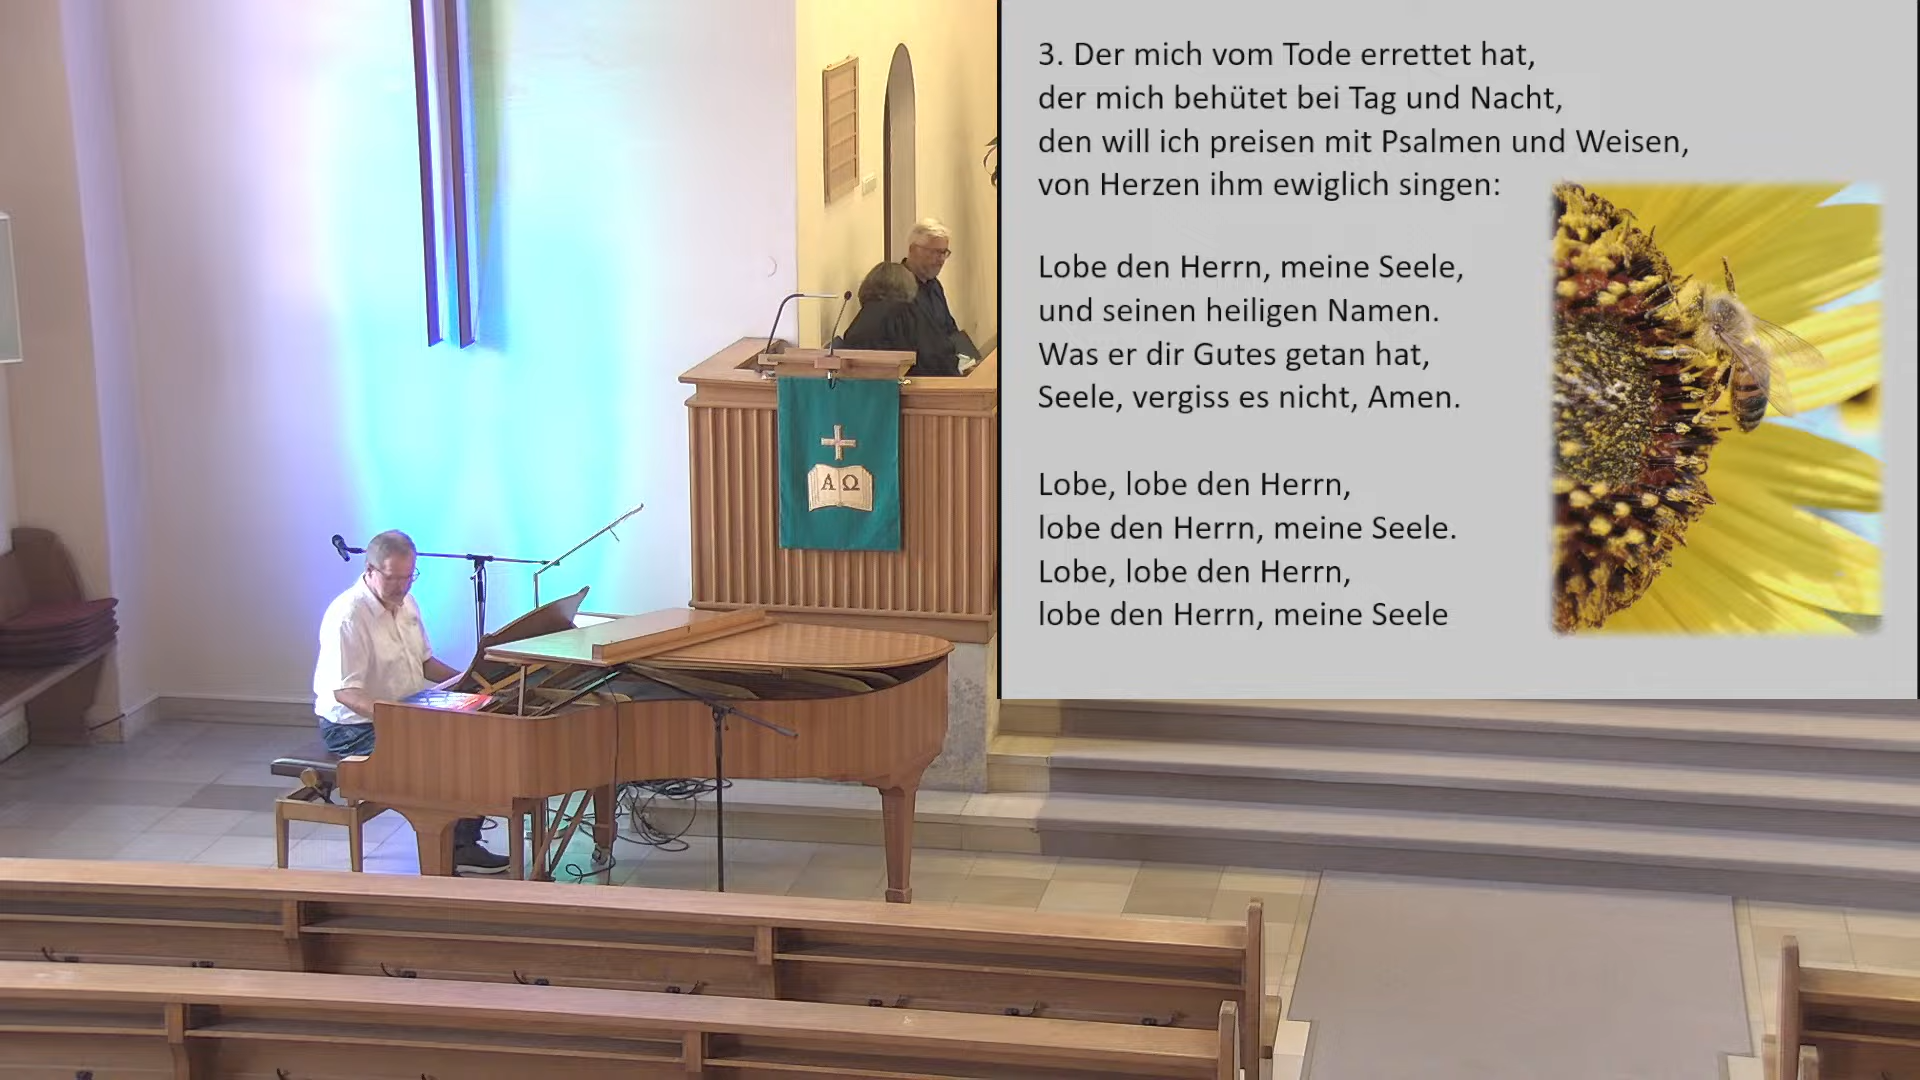 3. Der mich vom Tode errettet hat,
der mich behütet bei Tag und Nacht,
den will ich preisen mit Psalmen und Weisen,
von Herzen ihm ewiglich singen:
Lobe den Herrn, meine Seele,
und seinen heiligen Namen.
Was er dir Gutes getan hat,
Seele, vergiss es nicht, Amen.
Lobe, lobe den Herrn,
lobe den Herrn, meine Seele.
Lobe, lobe den Herrn,
lobe den Herrn, meine Seele
Α Ω